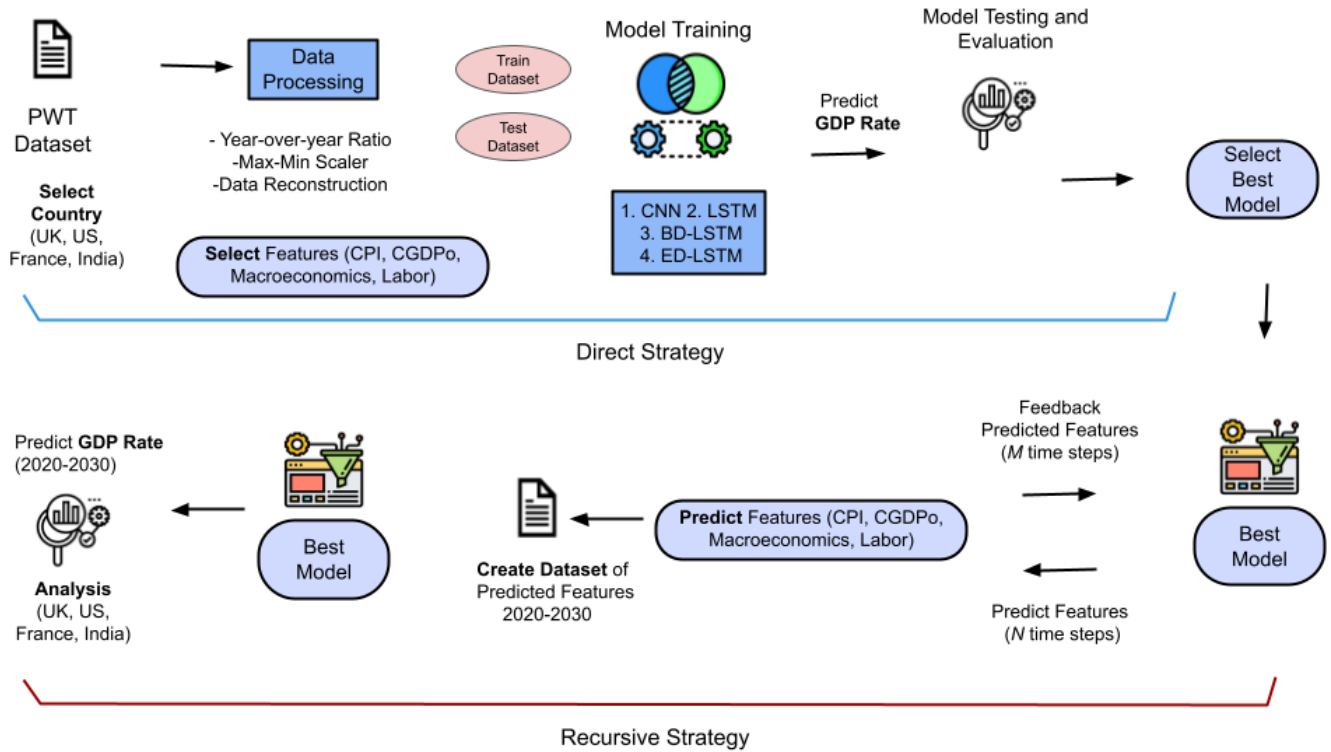 PWT
Dataset
Select
Country
(UK, US,
France, India)
Data
Processing
- Year-over-year Ratio
-Max-Min Scaler
-Data Reconstruction
Select Features (CPI, CGDPo,
Macroeconomics, Labor)
Train
Dataset
Test
Dataset
Model Training
1. CNN 2. LSTM
3. BD-LSTM
4. ED-LSTM
Predict
GDP Rate
Model Testing and
Evaluation
Select
Best
Model
Direct Strategy
Feedback
Predicted Features
(M time steps)
Best
Model
Predict Features
(N time steps)
Predict Features (CPI, CGDPo,
Macroeconomics, Labor)
Create Dataset of
Predicted Features
2020-2030
Best
Model
Predict GDP Rate
(2020-2030)
Analysis
(UK, US,
France, India)
Recursive Strategy